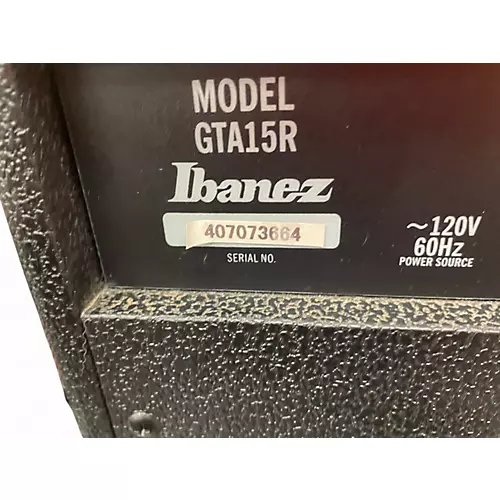 MODEL
GTA15R
Ibanez
407073664
SERIAL NO.
~120V
60Hz
POWER SOURCE